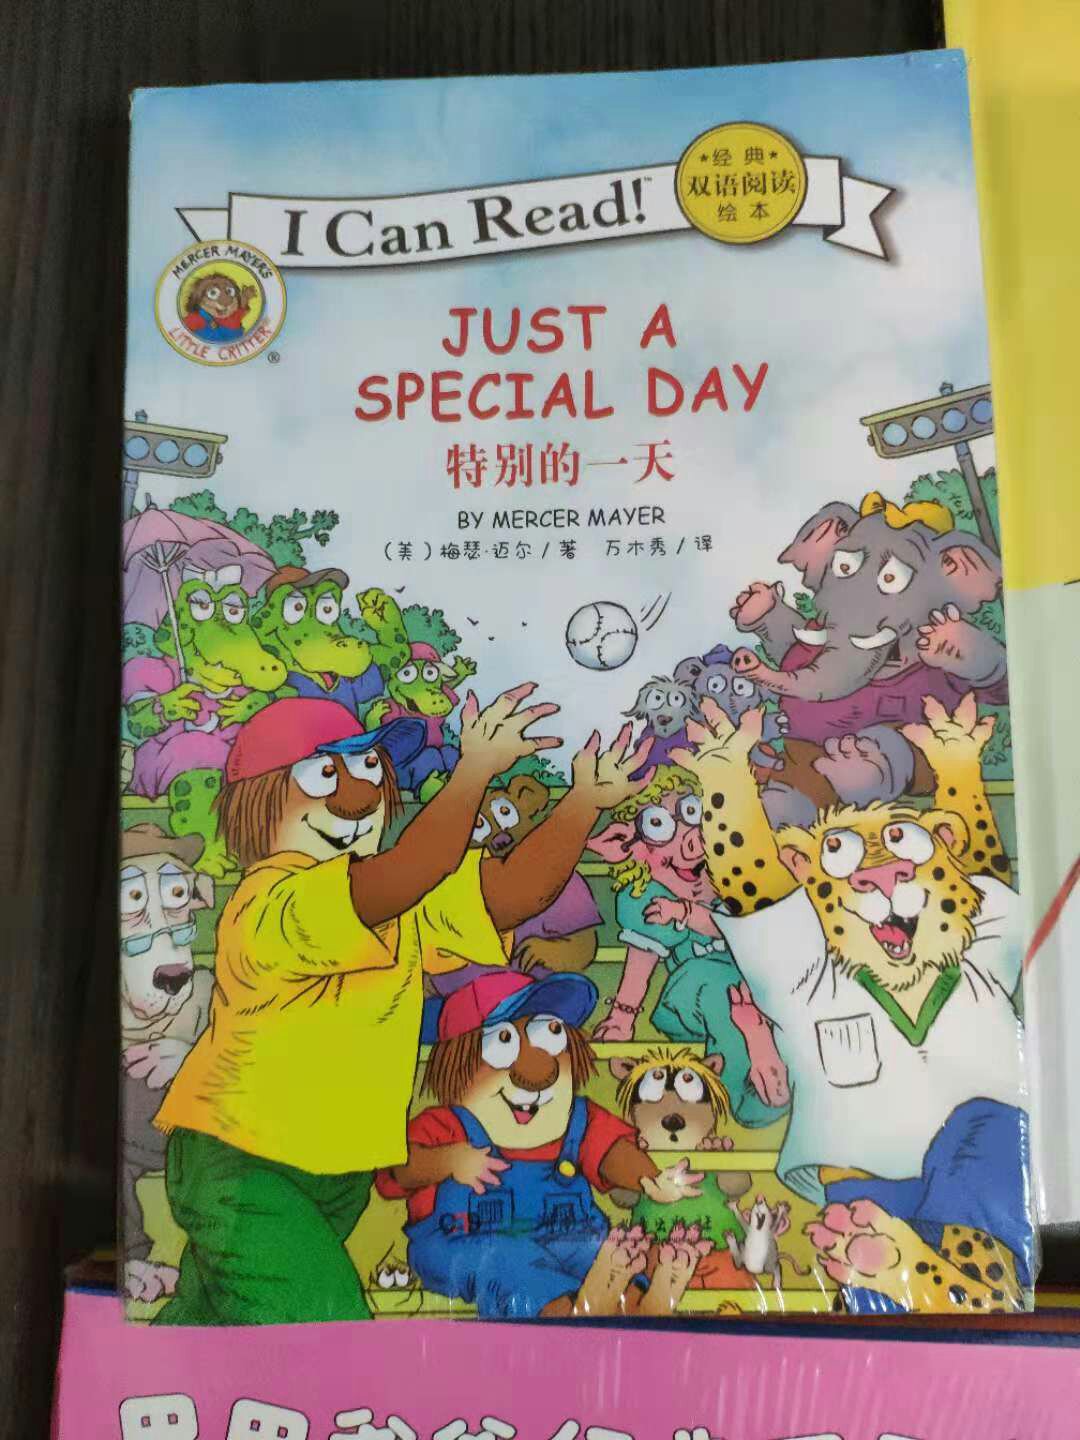 I Can Read!™
★经典★
双语阅读
绘本
MERCER MAYER'S
LITTLE CRITTER®
®
JUST A
SPECIAL DAY
特别的一天
BY MERCER MAYER
（美）梅瑟·迈尔/著 万木秀/译